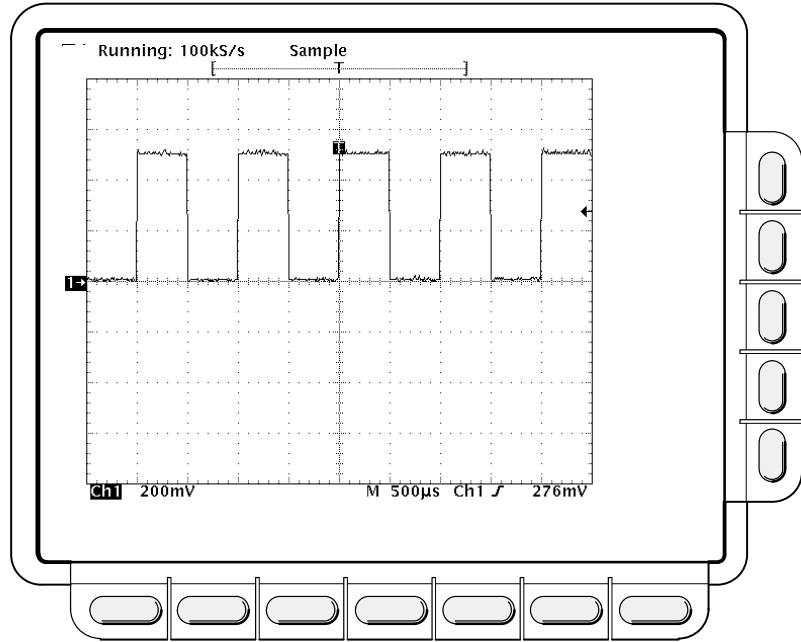 Running: 100kS/s Sample
T
T
1→
Ch1 200mV M 500µs Ch1 ƒ 276mV